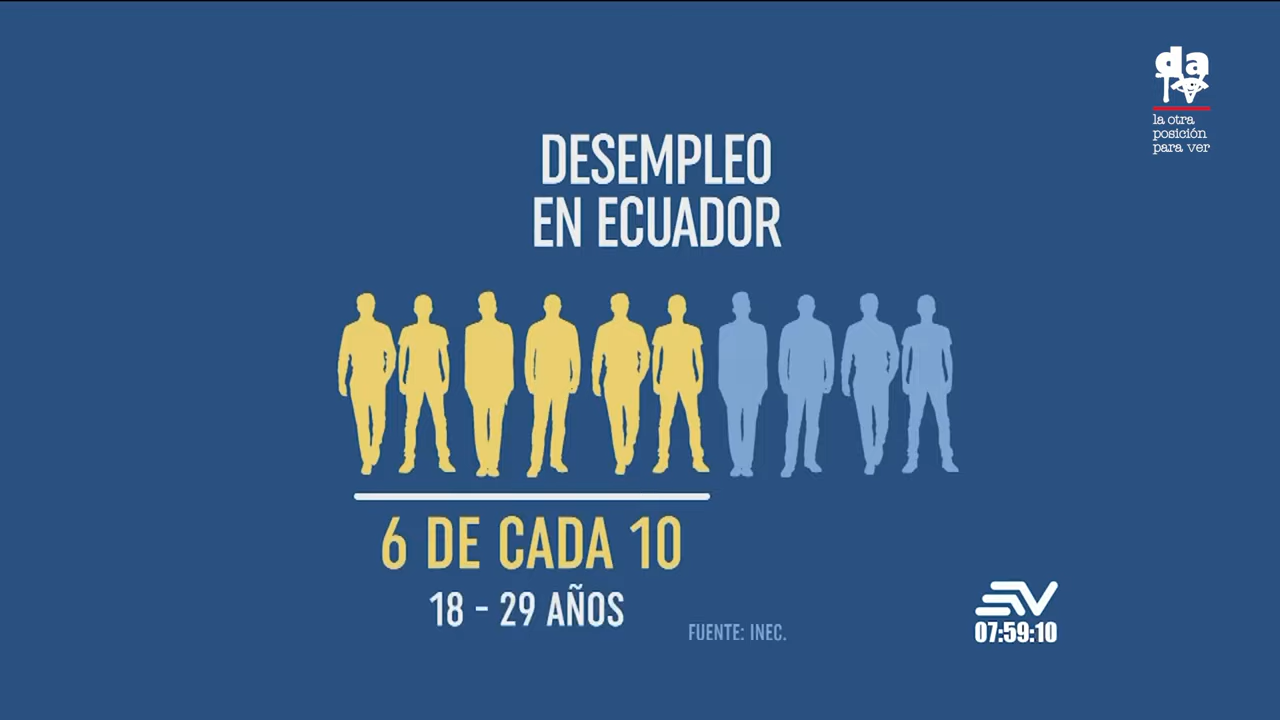 da
tv
la otra
posición
para ver
DESEMPLEO
EN ECUADOR
6 DE CADA 10
18 - 29 AÑOS
FUENTE: INEC.
07:59:10